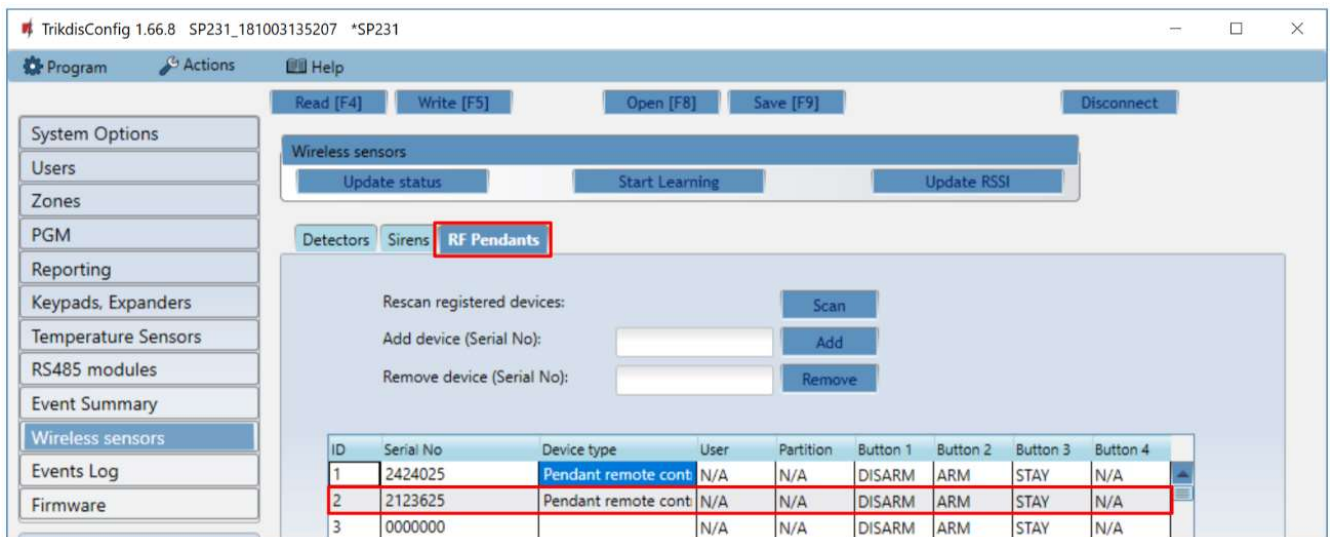 TrikdisConfig 1.66.8 SP231_181003135207 *SP231
Program Actions Help
Read [F4] Write [F5] Open [F8] Save [F9] Disconnect
System Options
Users
Zones
PGM
Reporting
Keypads, Expanders
Temperature Sensors
RS485 modules
Event Summary
Wireless sensors
Events Log
Firmware
Wireless sensors
Update status Start Learning Update RSSI
Detectors Sirens RF Pendants
Rescan registered devices: Scan
Add device (Serial No): Add
Remove device (Serial No): Remove
ID Serial No Device type User Partition Button 1 Button 2 Button 3 Button 4
1 2424025 Pendant remote cont N/A N/A DISARM ARM STAY N/A
2 2123625 Pendant remote cont N/A N/A DISARM ARM STAY N/A
3 0000000 N/A N/A DISARM ARM STAY N/A